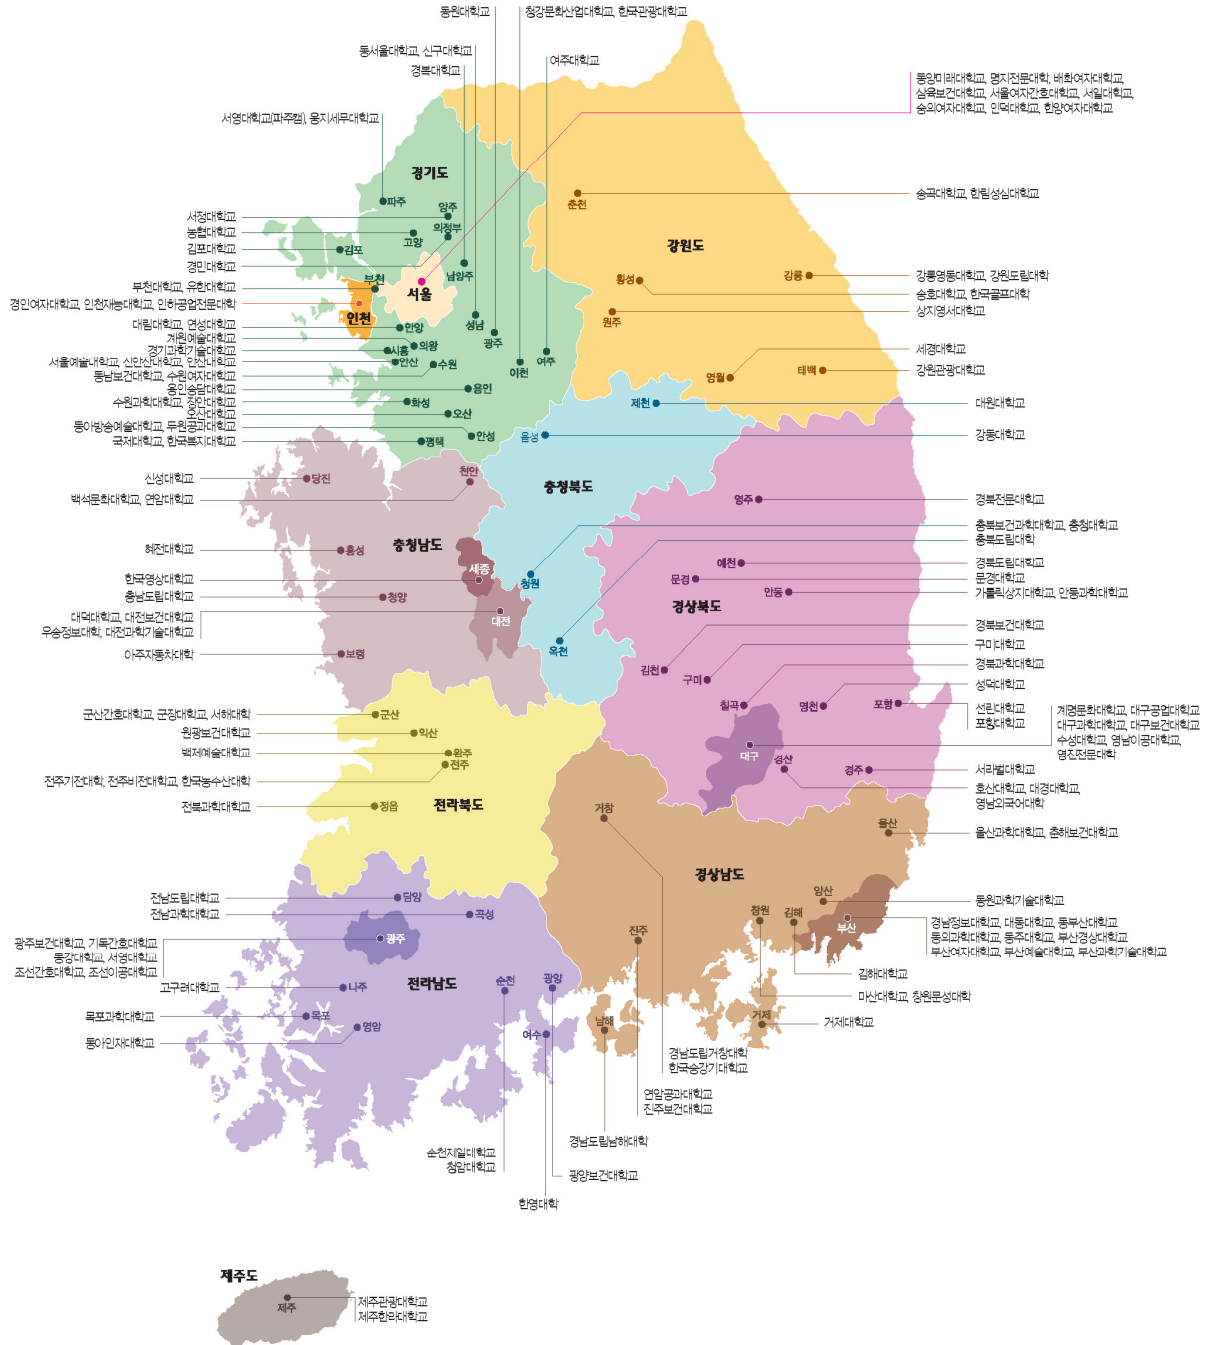 동원대학교
청강문화산업대학교, 한국관광대학교
동서울대학교, 신구대학교
경복대학교
여주대학교
동양미래대학교, 명지전문대학, 배화여자대학교,
삼육보건대학교, 서울여자간호대학교, 서일대학교,
숭의여자대학교, 인덕대학교, 한양여자대학교
서영대학교(파주캠), 웅지세무대학교
경기도
파주
양주
의정부
고양
김포
남양주
부천
서울
인천
안양
성남
광주
의왕
시흥
안산
수원
이천
여주
용인
화성
오산
안성
평택
서정대학교
농협대학교
김포대학교
경민대학교
부천대학교, 유한대학교
경인여자대학교, 인천재능대학교, 인하공업전문대학
대림대학교, 연성대학교
계원예술대학교
경기과학기술대학교
서울예술대학교, 신안산대학교, 안산대학교
동남보건대학교, 수원여자대학교
용인송담대학교
수원과학대학교, 장안대학교
오산대학교
동아방송예술대학교, 두원공과대학교
국제대학교, 한국복지대학교
강원도
춘천
횡성
강릉
원주
영월
태백
송곡대학교, 한림성심대학교
강릉영동대학교, 강원도립대학
송호대학교, 한국골프대학
상지영서대학교
세경대학교
강원관광대학교
충청북도
제천
음성
청원
옥천
대원대학교
강동대학교
충북보건과학대학교, 충청대학교
충북도립대학
충청남도
당진
천안
홍성
세종
청양
대전
보령
신성대학교
백석문화대학교, 연암대학교
혜전대학교
한국영상대학교
충남도립대학교
대덕대학교, 대전보건대학교
우송정보대학, 대전과학기술대학교
아주자동차대학
경상북도
영주
예천
문경
안동
김천
구미
칠곡
영천
포항
대구
경산
경주
경북전문대학교
경북도립대학교
문경대학교
가톨릭상지대학교, 안동과학대학교
경북보건대학교
구미대학교
경북과학대학교
성덕대학교
선린대학교
포항대학교
계명문화대학교, 대구공업대학교
대구과학대학교, 대구보건대학교
수성대학교, 영남이공대학교,
영진전문대학
서라벌대학교
호산대학교, 대경대학교,
영남외국어대학
전라북도
군산
익산
완주
전주
정읍
군산간호대학교, 군장대학교, 서해대학
원광보건대학교
백제예술대학교
전주기전대학, 전주비전대학교, 한국농수산대학
전북과학대학교
경상남도
거창
울산
양산
창원
김해
부산
진주
남해
거제
울산과학대학교, 춘해보건대학교
동원과학기술대학교
경남정보대학교, 대동대학교, 동부산대학교
동의과학대학교, 동주대학교, 부산경상대학교
부산여자대학교, 부산예술대학교, 부산과학기술대학교
김해대학교
마산대학교, 창원문성대학
거제대학교
경남도립거창대학
한국승강기대학교
연암공과대학교
진주보건대학교
경남도립남해대학
전라남도
담양
곡성
광주
나주
목포
영암
순천
광양
여수
전남도립대학교
전남과학대학교
광주보건대학교, 기독간호대학교
동강대학교, 서영대학교
조선간호대학교, 조선이공대학교
고구려대학교
목포과학대학교
동아인재대학교
순천제일대학교
청암대학교
광양보건대학교
한영대학
제주도
제주
제주관광대학교
제주한라대학교